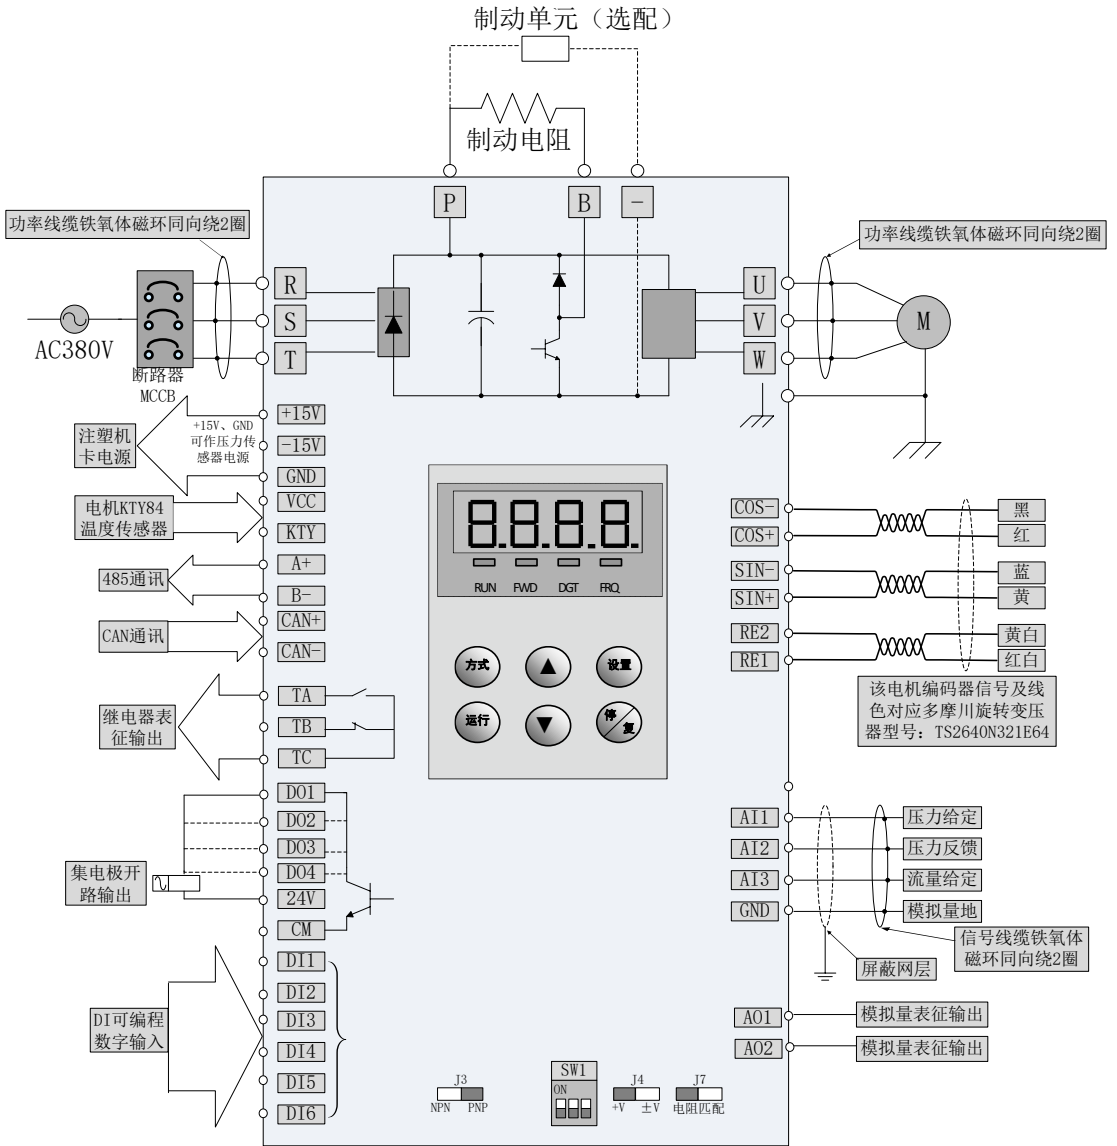 制动单元（选配）
制动电阻
P
B
-
功率线缆铁氧体磁环同向绕2圈
功率线缆铁氧体磁环同向绕2圈
R
S
T
AC380V
断路器
MCCB
U
V
W
M
注塑机
卡电源
+15V、GND
可作压力传
感器电源
+15V
-15V
GND
电机KTY84
温度传感器
VCC
KTY
485通讯
A+
B-
CAN通讯
CAN+
CAN-
继电器表
征输出
TA
TB
TC
集电极开
路输出
DO1
DO2
DO3
DO4
24V
CM
DI可编程
数字输入
DI1
DI2
DI3
DI4
DI5
DI6
8.8.8.8.
RUN FWD DGT FRQ
方式
▲
设置
运行
▼
停/复
COS-
黑
COS+
红
SIN-
蓝
SIN+
黄
RE2
黄白
RE1
红白
该电机编码器信号及线
色对应多摩川旋转变压
器型号：TS2640N321E64
AI1
压力给定
AI2
压力反馈
AI3
流量给定
GND
模拟量地
信号线缆铁氧体
磁环同向绕2圈
屏蔽网层
AO1
模拟量表征输出
AO2
模拟量表征输出
J3
NPN PNP
SW1
ON
J4
+V ±V
J7
电阻匹配